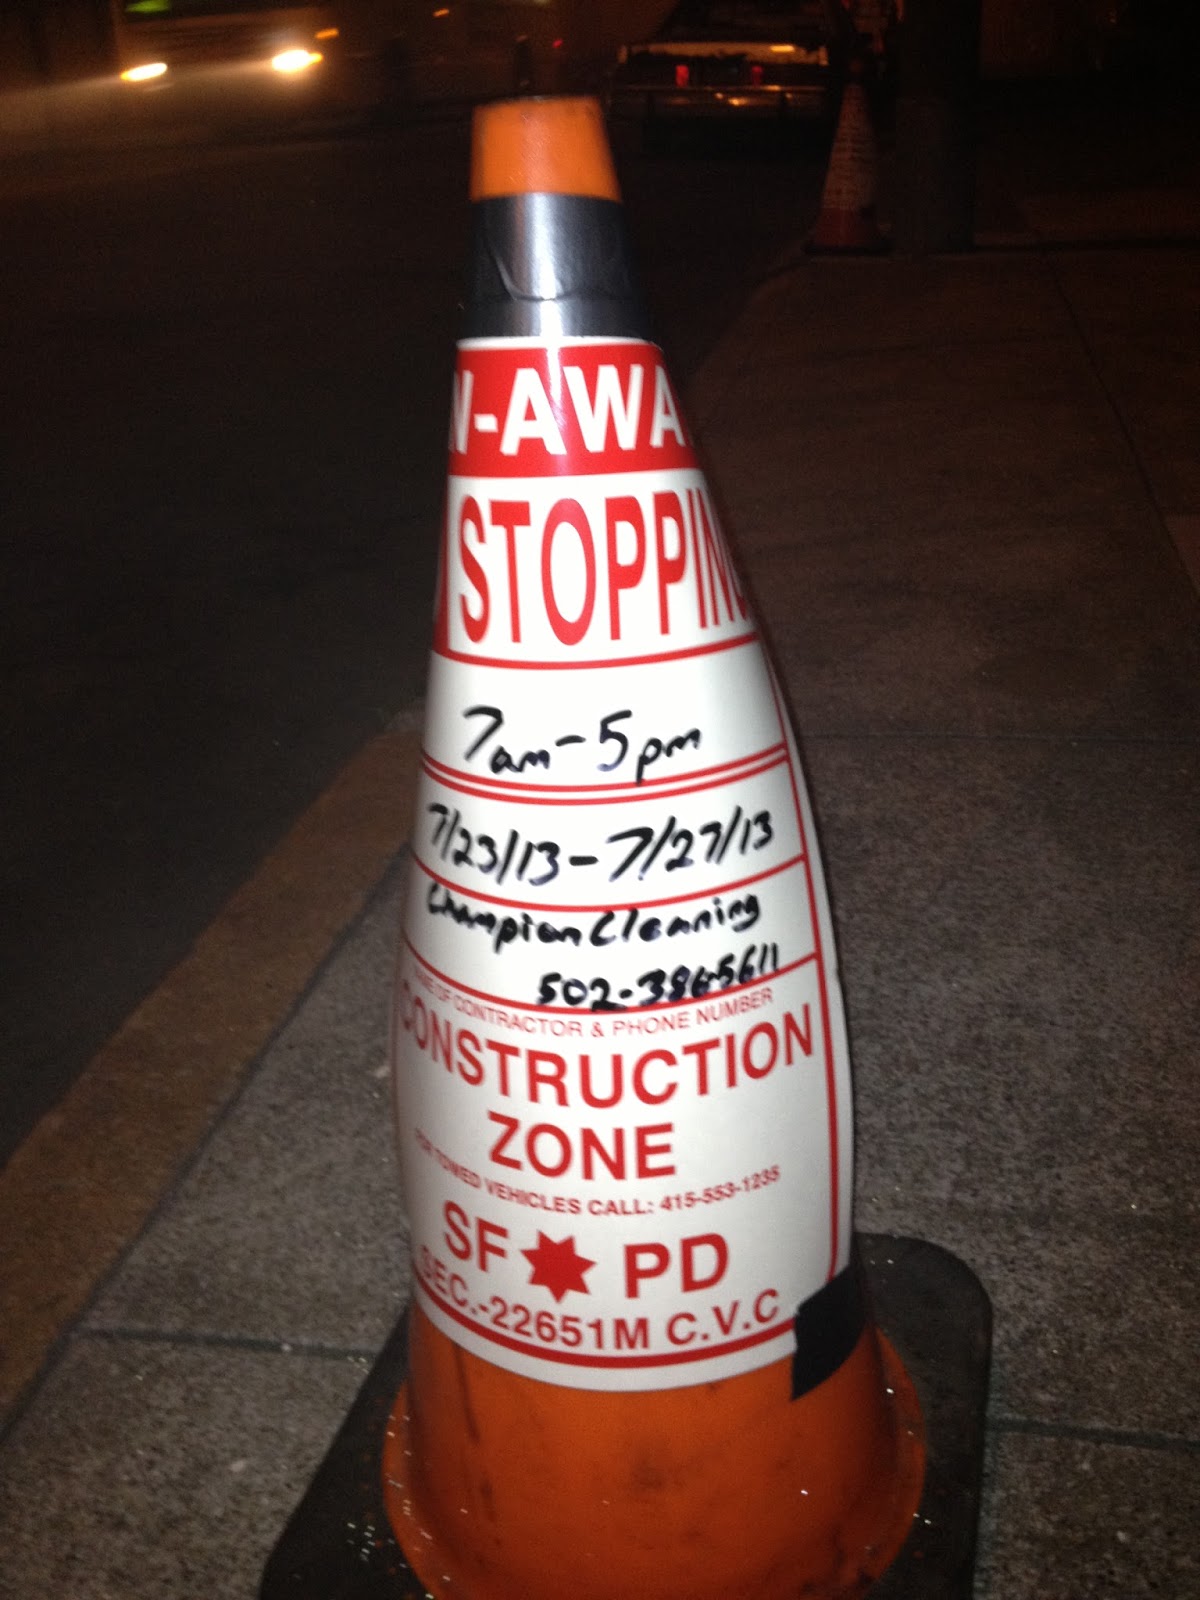 W-AWA
STOPPIN
7am-5pm
7/23/13-7/27/13
Champion Cleaning
502-386-5611
NAME OF CONTRACTOR & PHONE NUMBER
CONSTRUCTION
ZONE
FOR TOWED VEHICLES CALL: 415-553-1235
SF PD
SEC.-22651M C.V.C